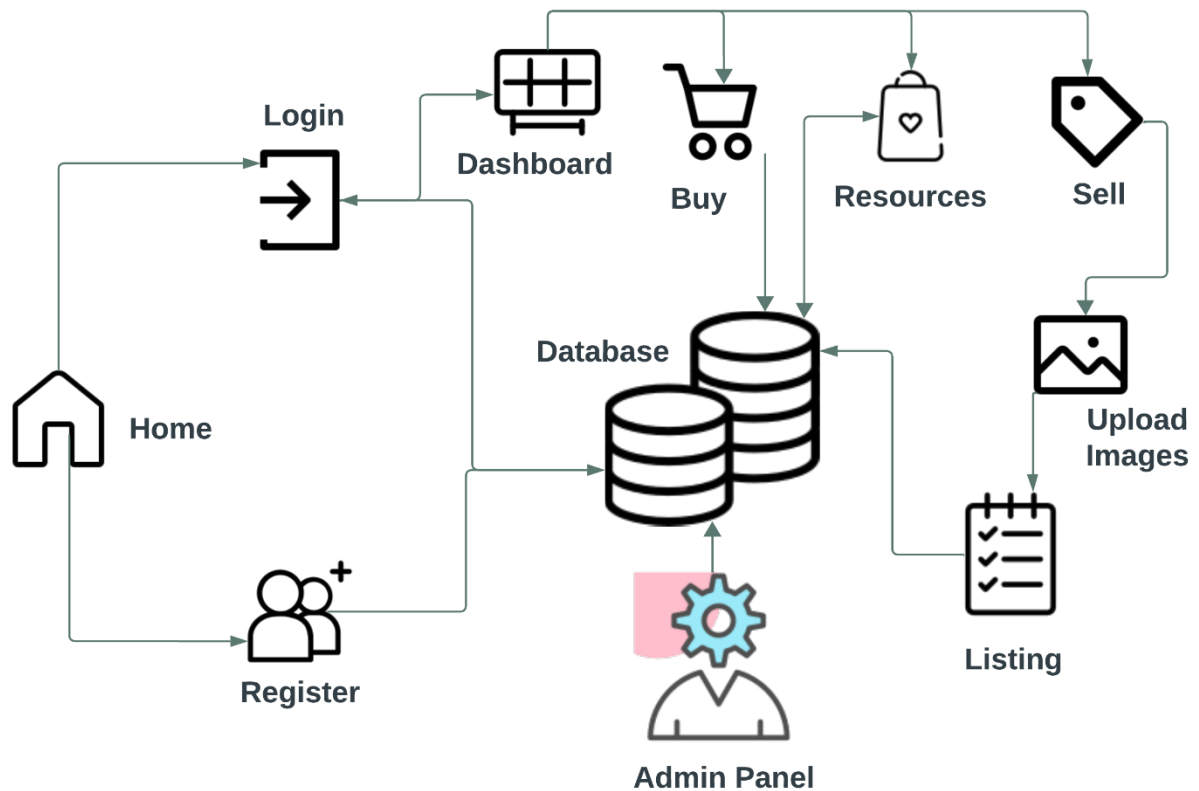 Login
Dashboard
Buy
Resources
Sell
Database
Home
Upload
Images
Register
Listing
Admin Panel